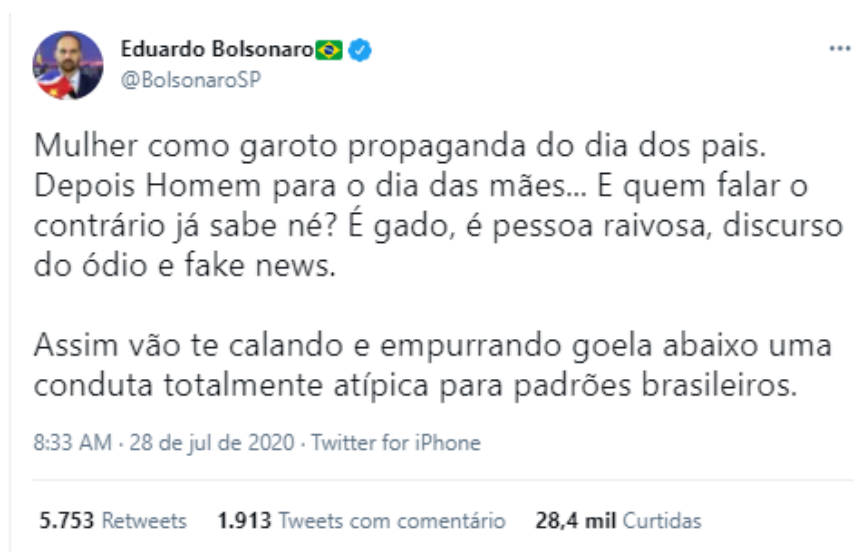 Eduardo Bolsonaro🇧🇷
@BolsonaroSP
Mulher como garoto propaganda do dia dos pais.
Depois Homem para o dia das mães... E quem falar o
contrário já sabe né? É gado, é pessoa raivosa, discurso
do ódio e fake news.
Assim vão te calando e empurrando goela abaixo uma
conduta totalmente atípica para padrões brasileiros.
8:33 AM · 28 de jul de 2020 · Twitter for iPhone
5.753 Retweets 1.913 Tweets com comentário 28,4 mil Curtidas